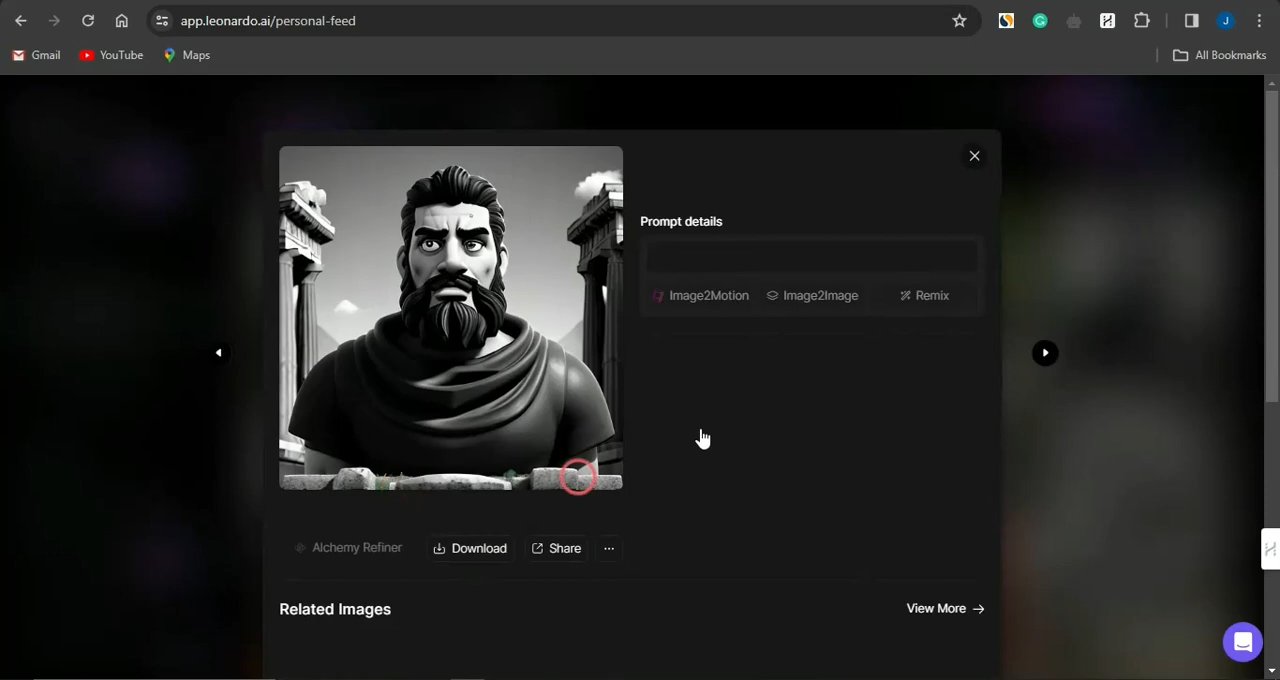 app.leonardo.ai/personal-feed
J
Gmail
YouTube
Maps
All Bookmarks
Prompt details
Image2Motion
Image2Image
Remix
Alchemy Refiner
Download
Share
Related Images
View More